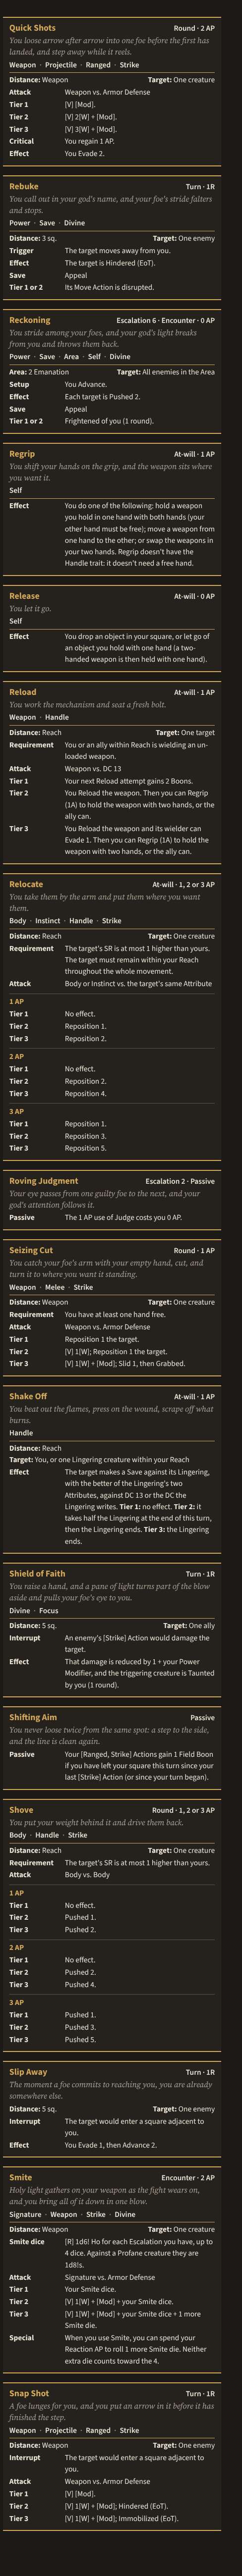 Quick Shots Round · 2 AP
You loose arrow after arrow into one foe before the first has
landed, and step away while it reels.
Weapon · Projectile · Ranged · Strike
Distance: Weapon Target: One creature
Attack Weapon vs. Armor Defense
Tier 1 [V] [Mod].
Tier 2 [V] 2[W] + [Mod].
Tier 3 [V] 3[W] + [Mod].
Critical You regain 1 AP.
Effect You Evade 2.
Rebuke Turn · 1R
You call out in your god's name, and your foe's stride falters
and stops.
Power · Save · Divine
Distance: 3 sq. Target: One enemy
Trigger The target moves away from you.
Effect The target is Hindered (EoT).
Save Appeal
Tier 1 or 2 Its Move Action is disrupted.
Reckoning Escalation 6 · Encounter · 0 AP
You stride among your foes, and your god's light breaks
from you and throws them back.
Power · Save · Area · Self · Divine
Area: 2 Emanation Target: All enemies in the Area
Setup You Advance.
Effect Each target is Pushed 2.
Save Appeal
Tier 1 or 2 Frightened of you (1 round).
Regrip At-will · 1 AP
You shift your hands on the grip, and the weapon sits where
you want it.
Self
Effect You do one of the following: hold a weapon
you hold in one hand with both hands (your
other hand must be free); move a weapon from
one hand to the other; or swap the weapons in
your two hands. Regrip doesn't have the
Handle trait: it doesn't need a free hand.
Release At-will · 0 AP
You let it go.
Self
Effect You drop an object in your square, or let go of
an object you hold with one hand (a two-
handed weapon is then held with one hand).
Reload At-will · 1 AP
You work the mechanism and seat a fresh bolt.
Weapon · Handle
Distance: Reach Target: One target
Requirement You or an ally within Reach is wielding an un-
loaded weapon.
Attack Weapon vs. DC 13
Tier 1 Your next Reload attempt gains 2 Boons.
Tier 2 You Reload the weapon. Then you can Regrip
(1A) to hold the weapon with two hands, or the
ally can.
Tier 3 You Reload the weapon and its wielder can
Evade 1. Then you can Regrip (1A) to hold the
weapon with two hands, or the ally can.
Relocate At-will · 1, 2 or 3 AP
You take them by the arm and put them where you want
them.
Body · Instinct · Handle · Strike
Distance: Reach Target: One creature
Requirement The target's SR is at most 1 higher than yours.
The target must remain within your Reach
throughout the whole movement.
Attack Body or Instinct vs. the target's same Attribute
1 AP
Tier 1 No effect.
Tier 2 Reposition 1.
Tier 3 Reposition 2.
2 AP
Tier 1 No effect.
Tier 2 Reposition 2.
Tier 3 Reposition 4.
3 AP
Tier 1 Reposition 1.
Tier 2 Reposition 3.
Tier 3 Reposition 5.
Roving Judgment Escalation 2 · Passive
Your eye passes from one guilty foe to the next, and your
god's attention follows it.
Passive The 1 AP use of Judge costs you 0 AP.
Seizing Cut Round · 1 AP
You catch your foe's arm with your empty hand, cut, and
turn it to where you want it standing.
Weapon · Melee · Strike
Distance: Weapon Target: One creature
Requirement You have at least one hand free.
Attack Weapon vs. Armor Defense
Tier 1 Reposition 1 the target.
Tier 2 [V] 1[W]; Reposition 1 the target.
Tier 3 [V] 1[W] + [Mod]; Slid 1, then Grabbed.
Shake Off At-will · 1 AP
You beat out the flames, press on the wound, scrape off what
burns.
Handle
Distance: Reach
Target: You, or one Lingering creature within your Reach
Effect The target makes a Save against its Lingering,
with the better of the Lingering's two
Attributes, against DC 13 or the DC the
Lingering writes. Tier 1: no effect. Tier 2: it
takes half the Lingering at the end of this turn,
then the Lingering ends. Tier 3: the Lingering
ends.
Shield of Faith Turn · 1R
You raise a hand, and a pane of light turns part of the blow
aside and pulls your foe's eye to you.
Divine · Focus
Distance: 5 sq. Target: One ally
Interrupt An enemy's [Strike] Action would damage the
target.
Effect That damage is reduced by 1 + your Power
Modifier, and the triggering creature is Taunted
by you (1 round).
Shifting Aim Passive
You never loose twice from the same spot: a step to the side,
and the line is clean again.
Passive Your [Ranged, Strike] Actions gain 1 Field Boon
if you have left your square this turn since your
last [Strike] Action (or since your turn began).
Shove Round · 1, 2 or 3 AP
You put your weight behind it and drive them back.
Body · Handle · Strike
Distance: Reach Target: One creature
Requirement The target's SR is at most 1 higher than yours.
Attack Body vs. Body
1 AP
Tier 1 No effect.
Tier 2 Pushed 1.
Tier 3 Pushed 2.
2 AP
Tier 1 No effect.
Tier 2 Pushed 2.
Tier 3 Pushed 4.
3 AP
Tier 1 Pushed 1.
Tier 2 Pushed 3.
Tier 3 Pushed 5.
Slip Away Turn · 1R
The moment a foe commits to reaching you, you are already
somewhere else.
Distance: 5 sq. Target: One enemy
Interrupt The target would enter a square adjacent to
you.
Effect You Evade 1, then Advance 2.
Smite Encounter · 2 AP
Holy light gathers on your weapon as the fight wears on,
and you bring all of it down in one blow.
Signature · Weapon · Strike · Divine
Distance: Weapon Target: One creature
Smite dice [R] 1d6! Ho for each Escalation you have, up to
4 dice. Against a Profane creature they are
1d8!s.
Attack Signature vs. Armor Defense
Tier 1 Your Smite dice.
Tier 2 [V] 1[W] + [Mod] + your Smite dice.
Tier 3 [V] 1[W] + [Mod] + your Smite dice + 1 more
Smite die.
Special When you use Smite, you can spend your
Reaction AP to roll 1 more Smite die. Neither
extra die counts toward the 4.
Snap Shot Turn · 1R
A foe lunges for you, and you put an arrow in it before it has
finished the step.
Weapon · Projectile · Ranged · Strike
Distance: Weapon Target: One enemy
Interrupt The target would enter a square adjacent to
you.
Attack Weapon vs. Armor Defense
Tier 1 [V] [Mod].
Tier 2 [V] 1[W] + [Mod]; Hindered (EoT).
Tier 3 [V] 1[W] + [Mod]; Immobilized (EoT).